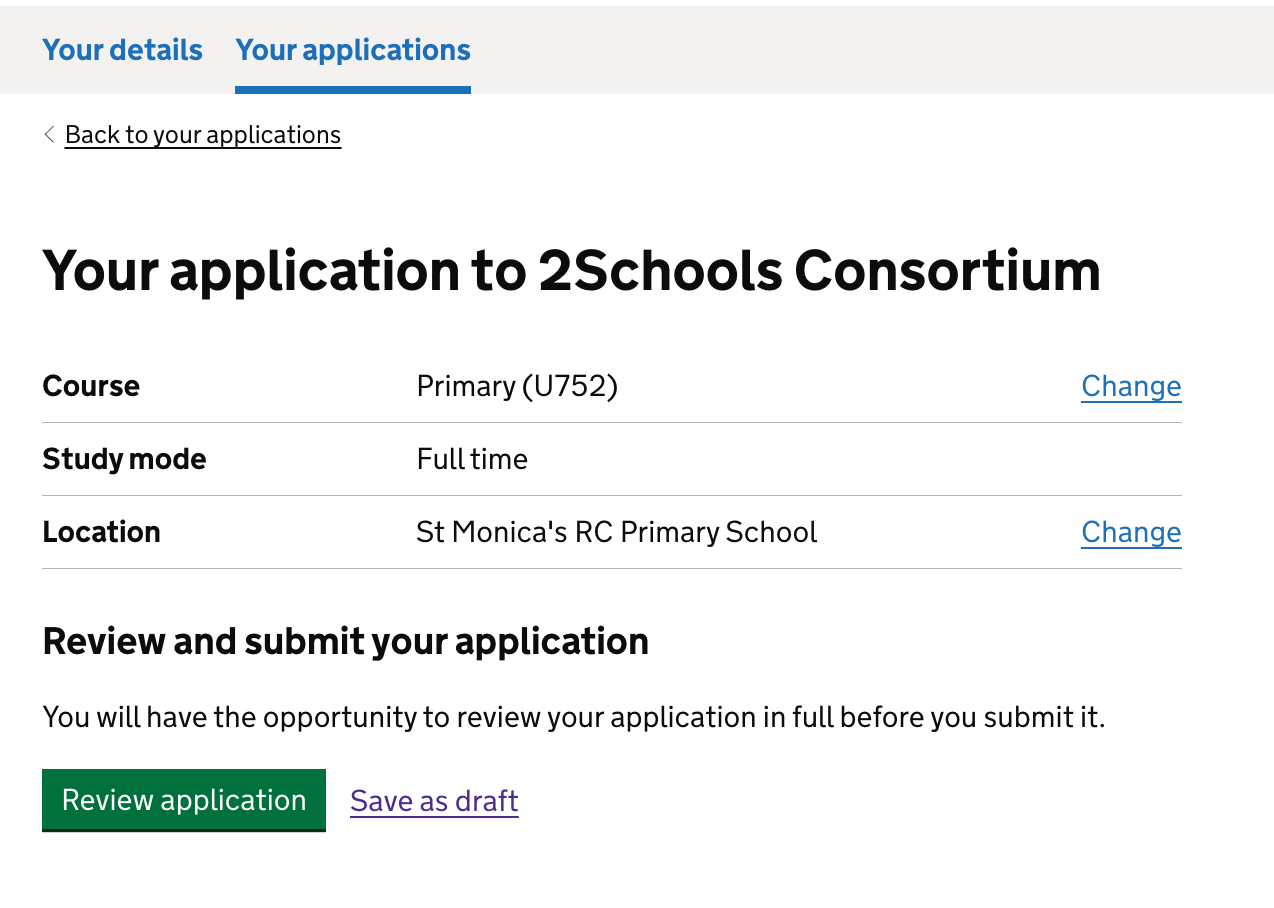 Your details Your applications
Back to your applications
Your application to 2Schools Consortium
Course Primary (U752) Change
Study mode Full time
Location St Monica's RC Primary School Change
Review and submit your application
You will have the opportunity to review your application in full before you submit it.
Review application Save as draft